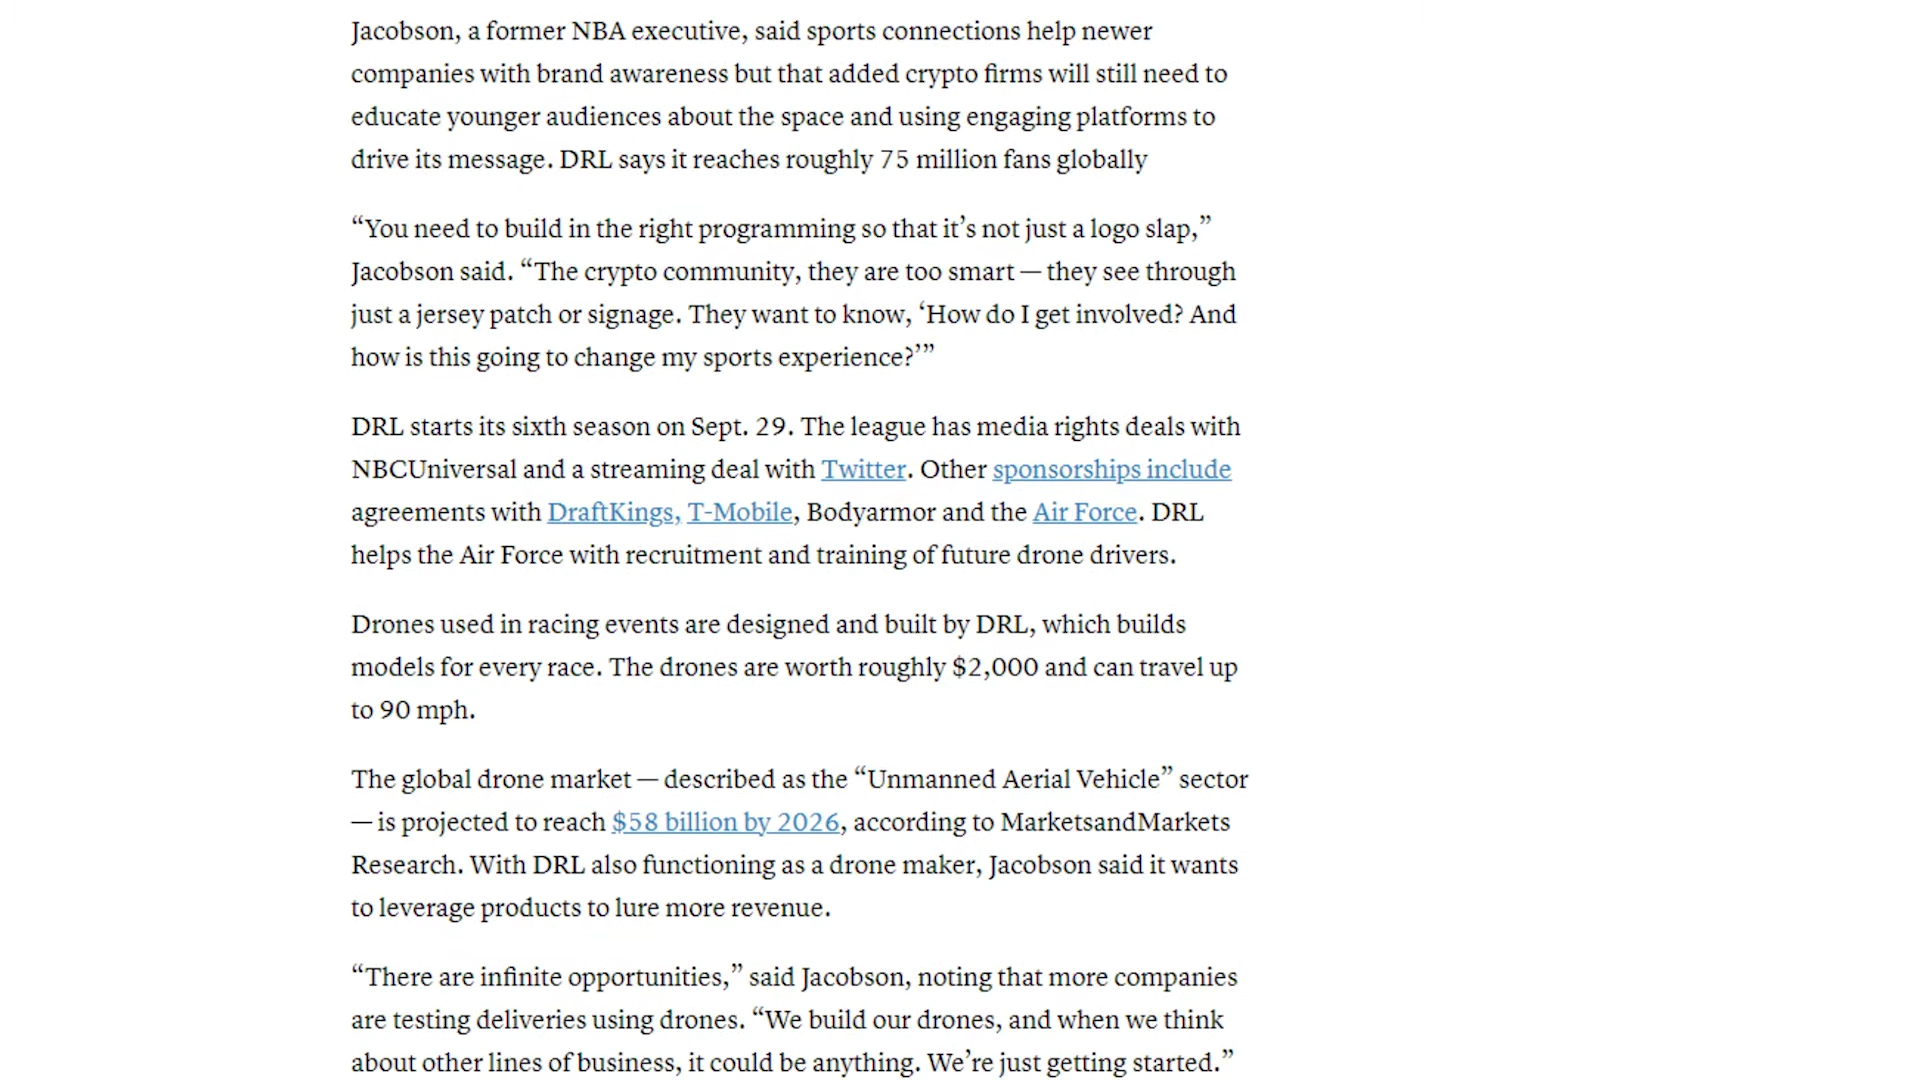 Jacobson, a former NBA executive, said sports connections help newer
companies with brand awareness but that added crypto firms will still need to
educate younger audiences about the space and using engaging platforms to
drive its message. DRL says it reaches roughly 75 million fans globally
“You need to build in the right programming so that it’s not just a logo slap,”
Jacobson said. “The crypto community, they are too smart — they see through
just a jersey patch or signage. They want to know, ‘How do I get involved? And
how is this going to change my sports experience?’”
DRL starts its sixth season on Sept. 29. The league has media rights deals with
NBCUniversal and a streaming deal with Twitter. Other sponsorships include
agreements with DraftKings, T-Mobile, Bodyarmor and the Air Force. DRL
helps the Air Force with recruitment and training of future drone drivers.
Drones used in racing events are designed and built by DRL, which builds
models for every race. The drones are worth roughly $2,000 and can travel up
to 90 mph.
The global drone market — described as the “Unmanned Aerial Vehicle” sector
— is projected to reach $58 billion by 2026, according to MarketsandMarkets
Research. With DRL also functioning as a drone maker, Jacobson said it wants
to leverage products to lure more revenue.
“There are infinite opportunities,” said Jacobson, noting that more companies
are testing deliveries using drones. “We build our drones, and when we think
about other lines of business, it could be anything. We’re just getting started.”